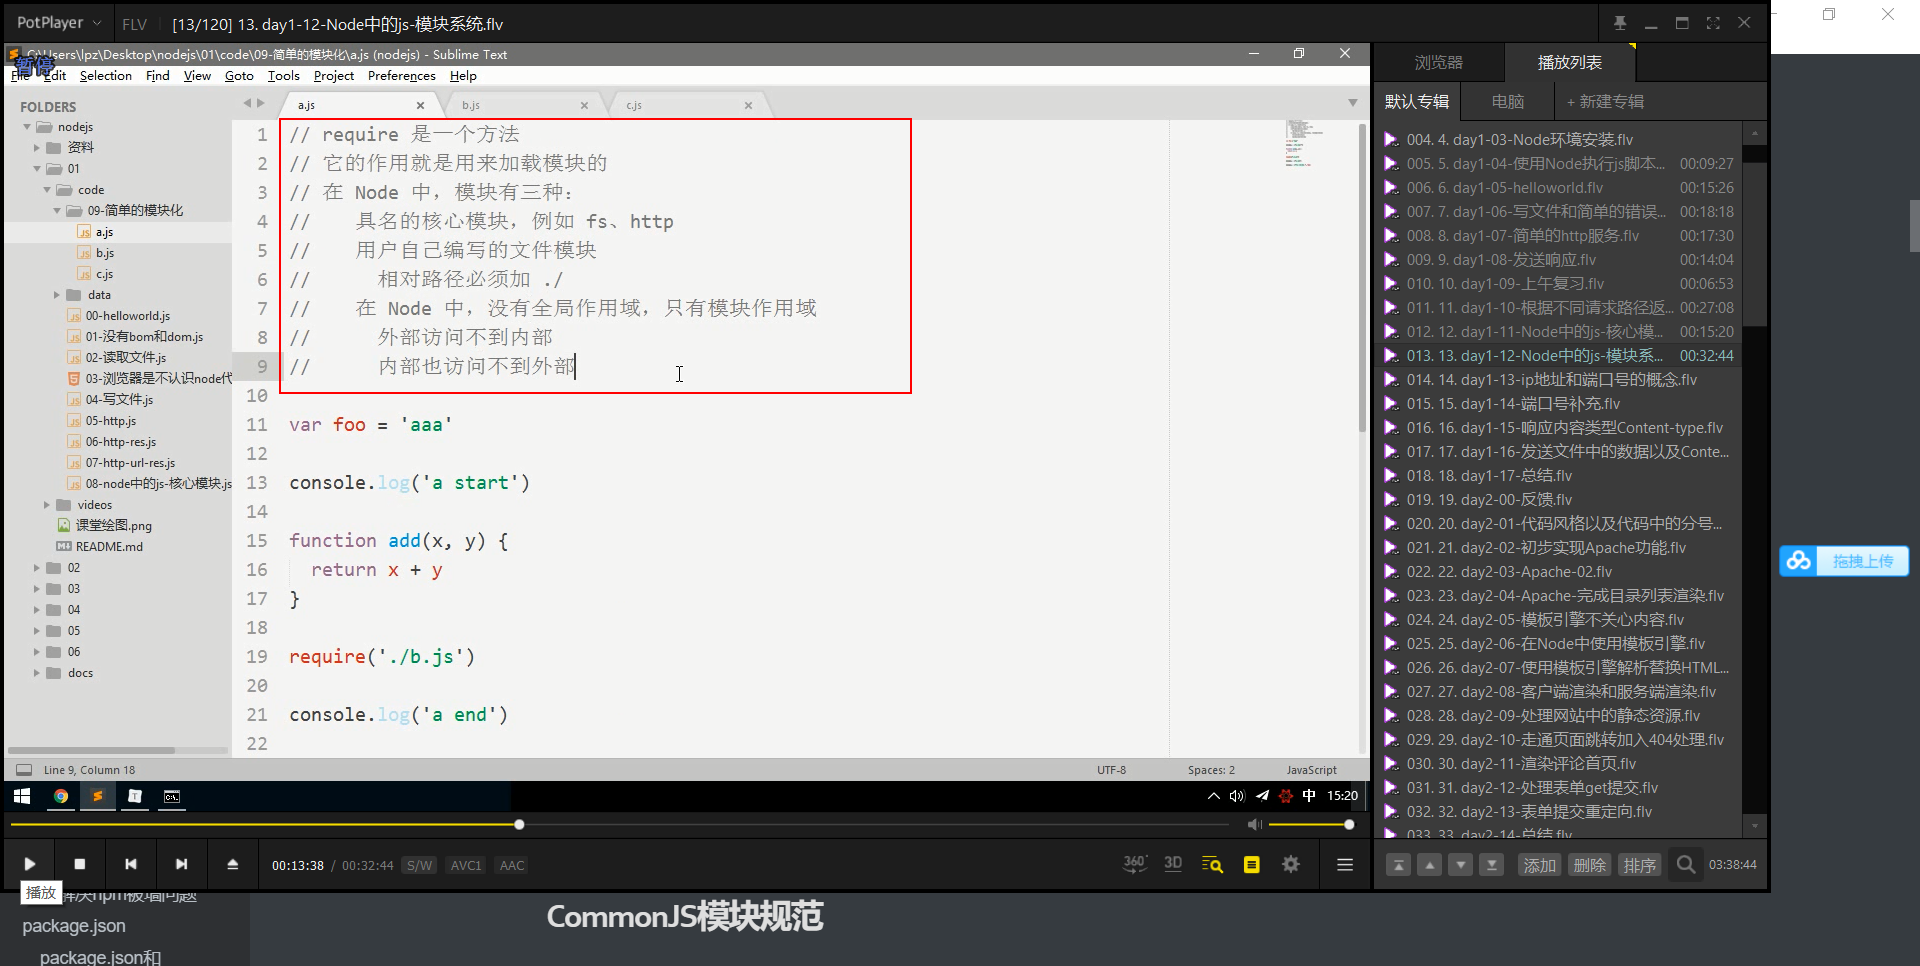 PotPlayer FLV [13/120] 13. day1-12-Node中的js-模块系统.flv
C:\Users\lpz\Desktop\nodejs\01\code\09-简单的模块化\a.js (nodejs) - Sublime Text
暂停
File Edit Selection Find View Goto Tools Project Preferences Help
FOLDERS
nodejs
资料
01
code
09-简单的模块化
a.js
b.js
c.js
data
00-helloworld.js
01-没有bom和dom.js
02-读取文件.js
03-浏览器是不认识node代
04-写文件.js
05-http.js
06-http-res.js
07-http-url-res.js
08-node中的js-核心模块.js
videos
课堂绘图.png
README.md
02
03
04
05
06
docs
a.js b.js c.js
1 // require 是一个方法
2 // 它的作用就是用来加载模块的
3 // 在 Node 中，模块有三种：
4 //    具名的核心模块，例如 fs、http
5 //    用户自己编写的文件模块
6 //      相对路径必须加 ./
7 //    在 Node 中，没有全局作用域，只有模块作用域
8 //      外部访问不到内部
9 //      内部也访问不到外部
10
11 var foo = 'aaa'
12
13 console.log('a start')
14
15 function add(x, y) {
16   return x + y
17 }
18
19 require('./b.js')
20
21 console.log('a end')
22
Line 9, Column 18 UTF-8 Spaces: 2 JavaScript
中 15:20
00:13:38 / 00:32:44 S/W AVC1 AAC 360° 3D
播放
浏览器 播放列表
默认专辑 电脑 + 新建专辑
004. 4. day1-03-Node环境安装.flv
005. 5. day1-04-使用Node执行js脚本... 00:09:27
006. 6. day1-05-helloworld.flv 00:15:26
007. 7. day1-06-写文件和简单的错误... 00:18:18
008. 8. day1-07-简单的http服务.flv 00:17:30
009. 9. day1-08-发送响应.flv 00:14:04
010. 10. day1-09-上午复习.flv 00:06:53
011. 11. day1-10-根据不同请求路径返... 00:27:08
012. 12. day1-11-Node中的js-核心模... 00:15:20
013. 13. day1-12-Node中的js-模块系... 00:32:44
014. 14. day1-13-ip地址和端口号的概念.flv
015. 15. day1-14-端口号补充.flv
016. 16. day1-15-响应内容类型Content-type.flv
017. 17. day1-16-发送文件中的数据以及Conte...
018. 18. day1-17-总结.flv
019. 19. day2-00-反馈.flv
020. 20. day2-01-代码风格以及代码中的分号...
021. 21. day2-02-初步实现Apache功能.flv
022. 22. day2-03-Apache-02.flv
023. 23. day2-04-Apache-完成目录列表渲染.flv
024. 24. day2-05-模板引擎不关心内容.flv
025. 25. day2-06-在Node中使用模板引擎.flv
026. 26. day2-07-使用模板引擎解析替换HTML...
027. 27. day2-08-客户端渲染和服务端渲染.flv
028. 28. day2-09-处理网站中的静态资源.flv
029. 29. day2-10-走通页面跳转加入404处理.flv
030. 30. day2-11-渲染评论首页.flv
031. 31. day2-12-处理表单get提交.flv
032. 32. day2-13-表单提交重定向.flv
033. 33. day2-14-总结.flv
添加 删除 排序 03:38:44
拖拽上传
解决npm被墙问题
package.json
package.json和
CommonJS模块规范